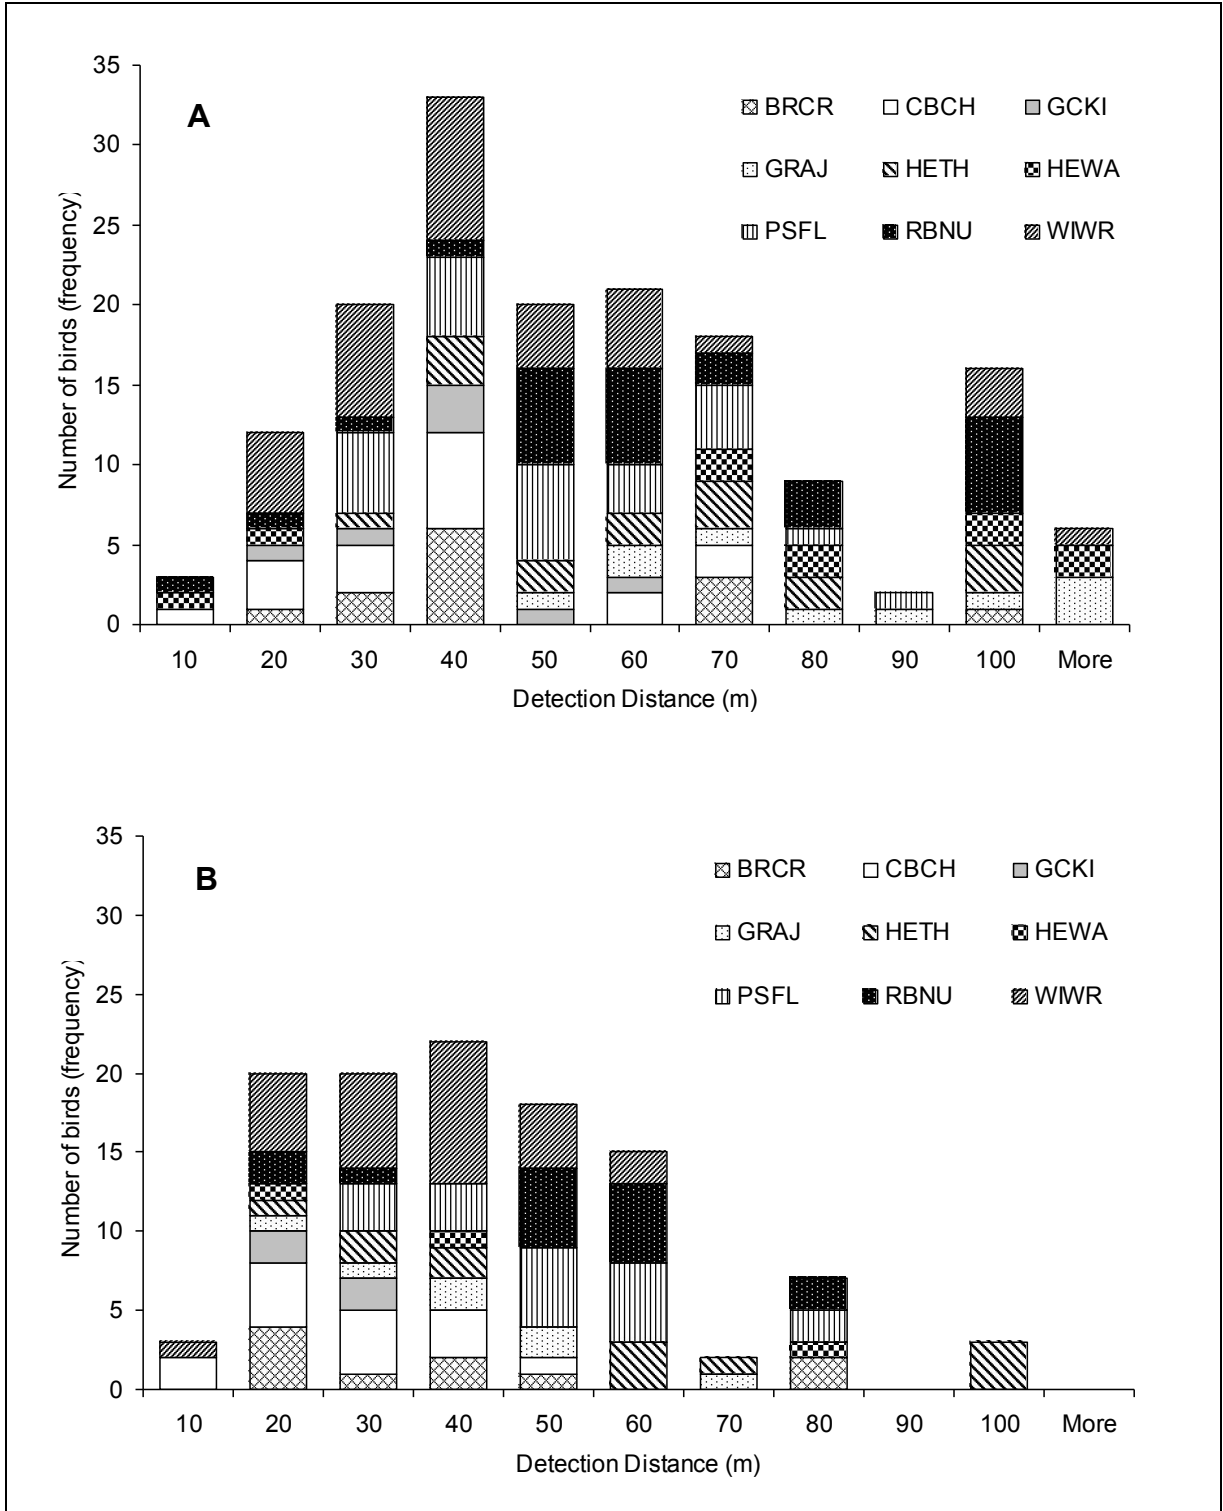 A
35
30
25
20
15
10
5
0
Number of birds (frequency)
BRCR CBCH GCKI
GRAJ HETH HEWA
PSFL RBNU WIWR
10 20 30 40 50 60 70 80 90 100 More
Detection Distance (m)
B
35
30
25
20
15
10
5
0
Number of birds (frequency)
BRCR CBCH GCKI
GRAJ HETH HEWA
PSFL RBNU WIWR
10 20 30 40 50 60 70 80 90 100 More
Detection Distance (m)